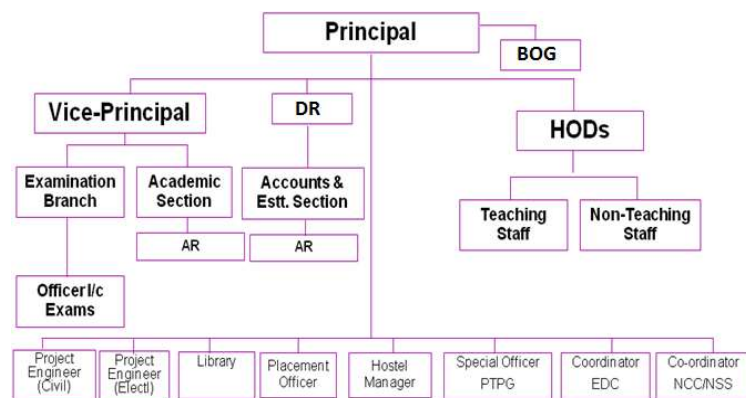 Principal
BOG
Vice-Principal
DR
HODs
Examination
Branch
Academic
Section
Accounts &
Estt. Section
Teaching
Staff
Non-Teaching
Staff
AR
AR
OfficerI/c
Exams
Project
Engineer
(Civil)
Project
Engineer
(Electl)
Library
Placement
Officer
Hostel
Manager
Special Officer
PTPG
Coordinator
EDC
Co-ordinator
NCC/NSS